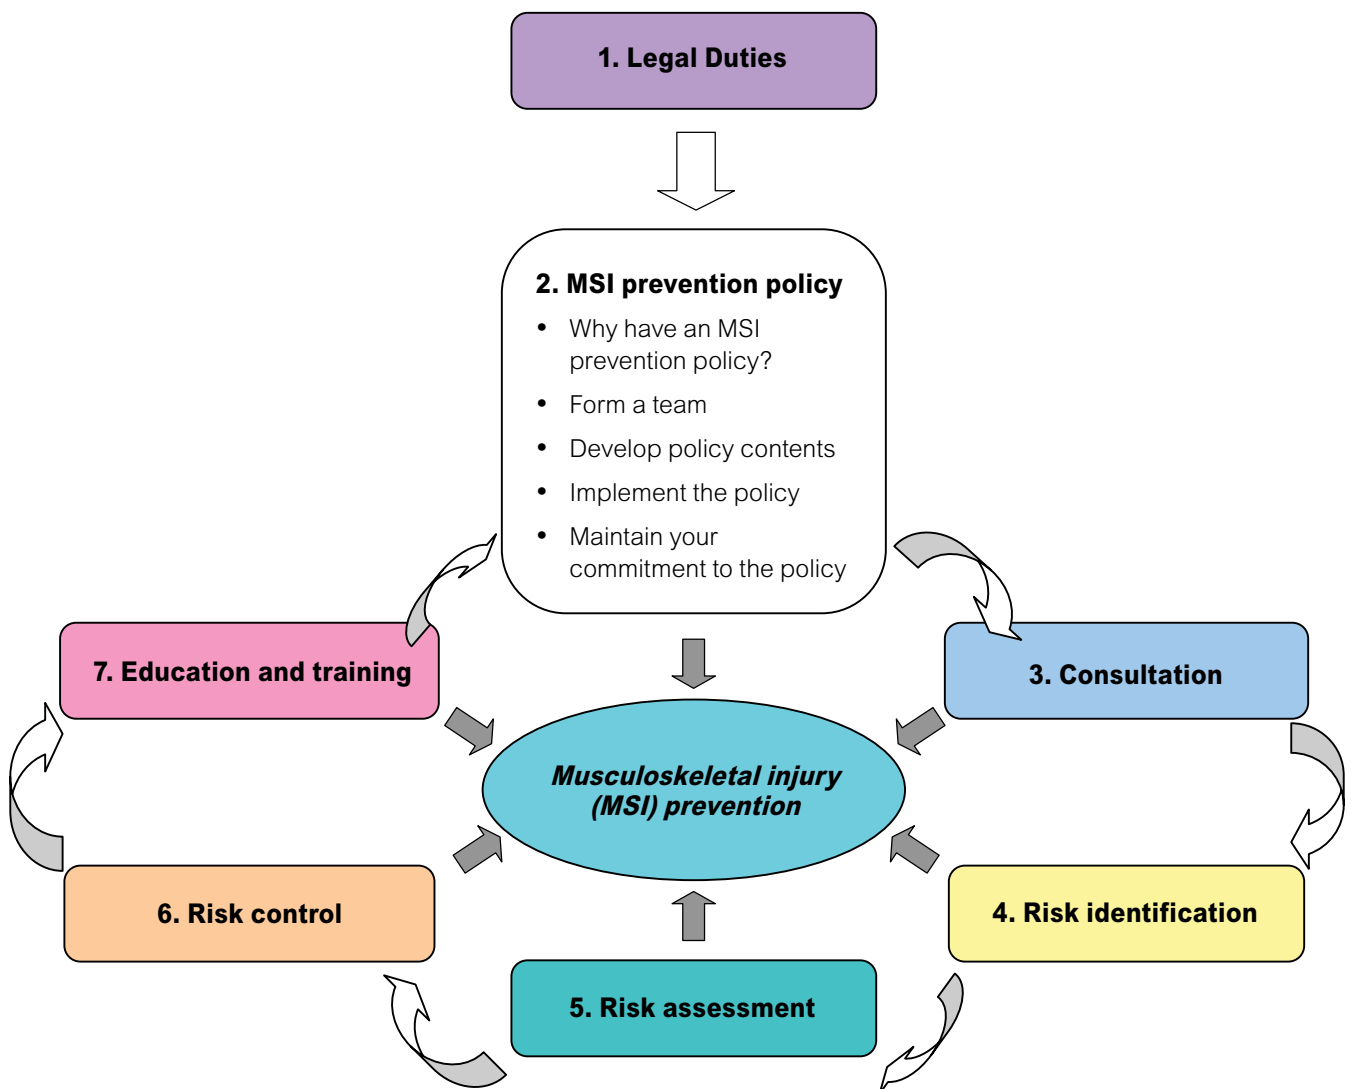 1. Legal Duties
2. MSI prevention policy
• Why have an MSI
prevention policy?
• Form a team
• Develop policy contents
• Implement the policy
• Maintain your
commitment to the policy
7. Education and training
3. Consultation
Musculoskeletal injury
(MSI) prevention
6. Risk control
4. Risk identification
5. Risk assessment